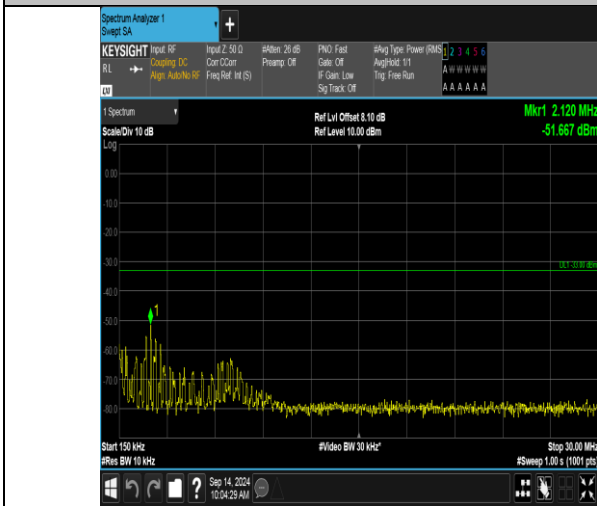 Spectrum Analyzer 1
Swept SA
+
KEYSIGHT
RL
Input: RF
Coupling: DC
Align: Auto/No RF
Input Z: 50 Ω
Corr CCorr
Freq Ref: Int (S)
#Atten: 26 dB
Preamp: Off
PNO: Fast
Gate: Off
IF Gain: Low
Sig Track: Off
#Avg Type: Power (RMS)
Avg|Hold: 1/1
Trig: Free Run
1 2 3 4 5 6
A W W W W W
A A A A A A
1 Spectrum
Scale/Div 10 dB
Log
Ref Lvl Offset 8.10 dB
Ref Level 10.00 dBm
Mkr1 2.120 MHz
-51.667 dBm
0.00
-10.0
-20.0
-30.0
DL1 -33.00 dBm
-40.0
1
-50.0
-60.0
-70.0
-80.0
Start 150 kHz
#Res BW 10 kHz
#Video BW 30 kHz*
Stop 30.00 MHz
#Sweep 1.00 s (1001 pts)
?
Sep 14, 2024
10:04:29 AM